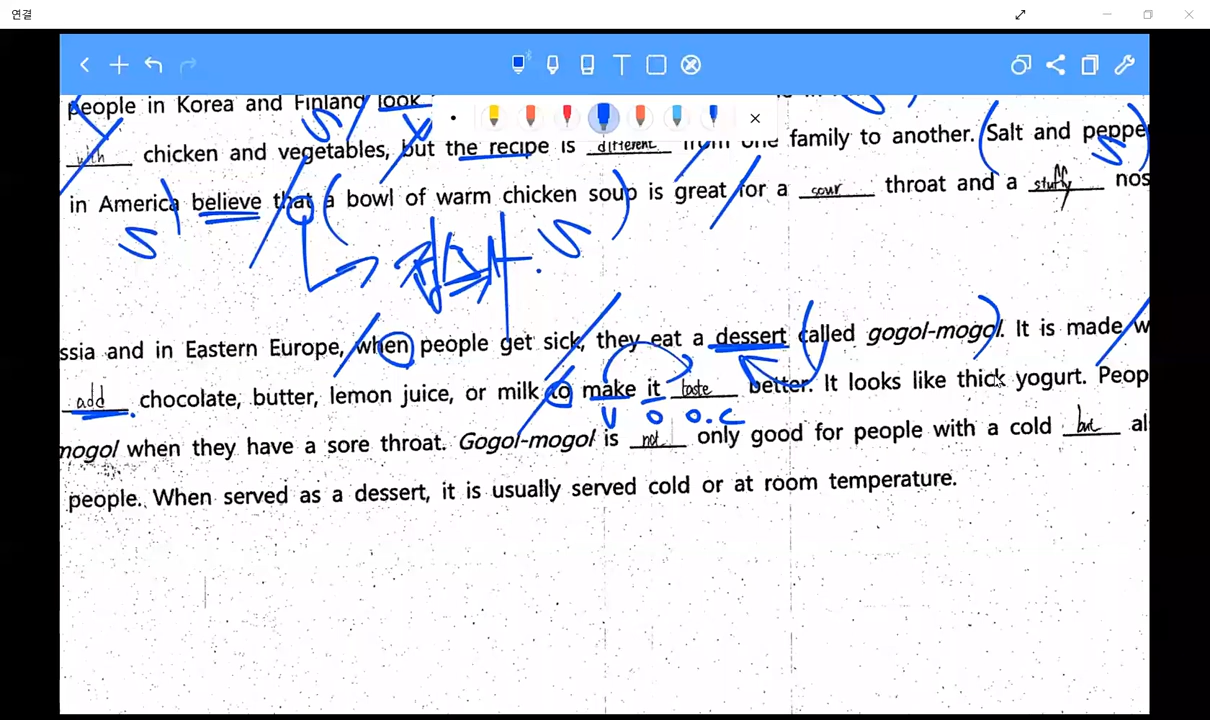 연결
people in Korea and Finland look
with chicken and vegetables, but the recipe is different from one family to another. Salt and peppe
in America believe that a bowl of warm chicken soup is great for a sour throat and a stuffy nos
S
S
S
S
접속사. S
ssia and in Eastern Europe, when people get sick, they eat a dessert called gogol-mogol. It is made w
add chocolate, butter, lemon juice, or milk to make it taste better. It looks like thick yogurt. Peop
V O O.C
mogol when they have a sore throat. Gogol-mogol is not only good for people with a cold but al
people. When served as a dessert, it is usually served cold or at room temperature.